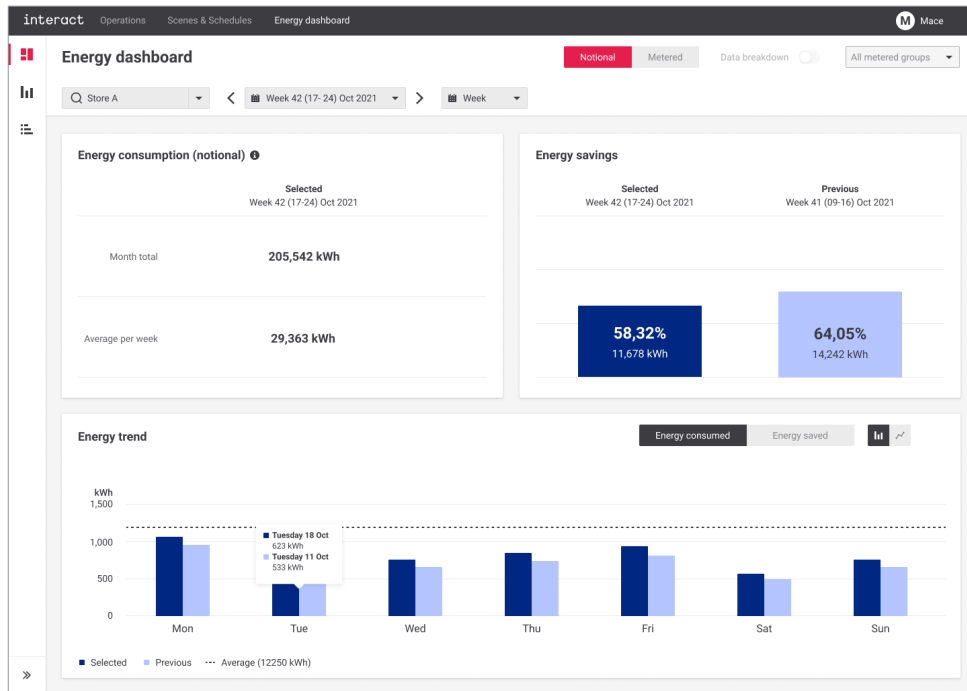 interact Operations Scenes & Schedules Energy dashboard M Mace
Energy dashboard
Notional Metered Data breakdown All metered groups
Store A Week 42 (17- 24) Oct 2021 Week
Energy consumption (notional)
Selected
Week 42 (17-24) Oct 2021
Month total 205,542 kWh
Average per week 29,363 kWh
Energy savings
Selected Previous
Week 42 (17-24) Oct 2021 Week 41 (09-16) Oct 2021
58,32% 64,05%
11,678 kWh 14,242 kWh
Energy trend
Energy consumed Energy saved
kWh
1,500
1,000
500
0
Tuesday 18 Oct
623 kWh
Tuesday 11 Oct
533 kWh
Mon Tue Wed Thu Fri Sat Sun
Selected Previous Average (12250 kWh)